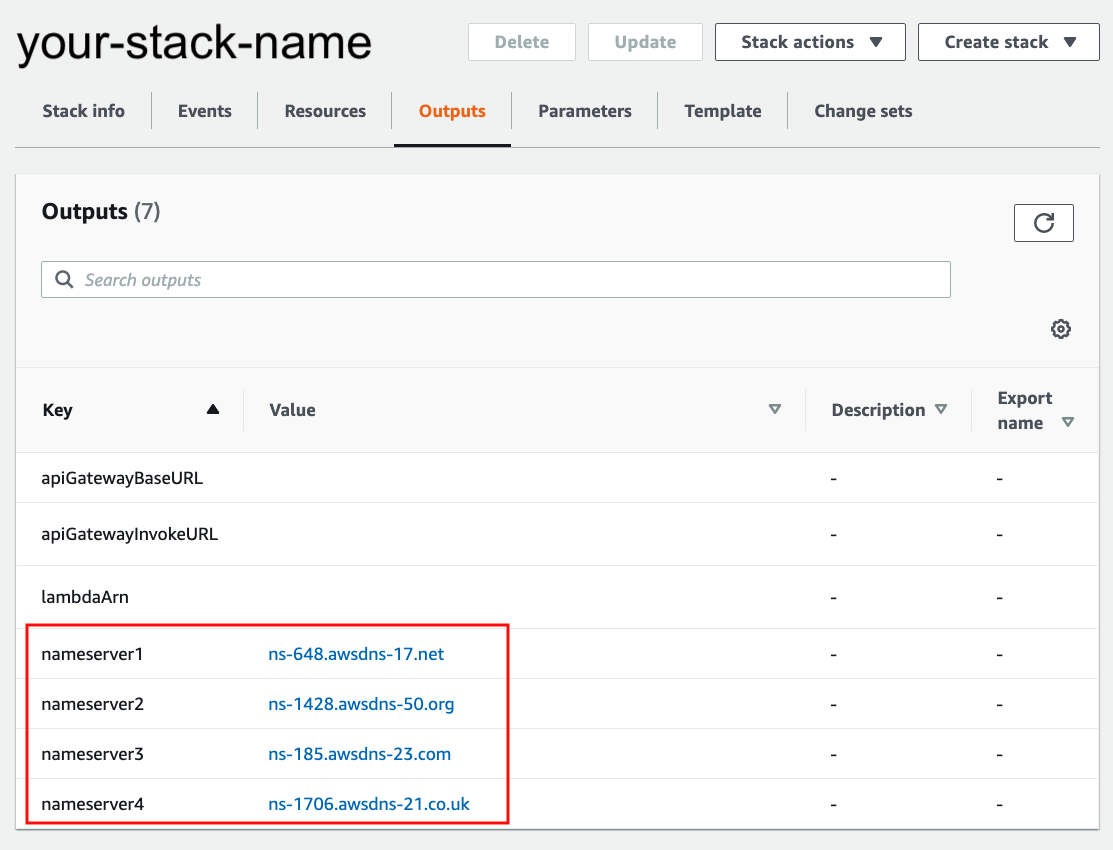 your-stack-name Delete Update Stack actions Create stack
Stack info Events Resources Outputs Parameters Template Change sets
Outputs (7)
Search outputs
Key Value Description Export name
apiGatewayBaseURL - -
apiGatewayInvokeURL - -
lambdaArn - -
nameserver1 ns-648.awsdns-17.net - -
nameserver2 ns-1428.awsdns-50.org - -
nameserver3 ns-185.awsdns-23.com - -
nameserver4 ns-1706.awsdns-21.co.uk - -